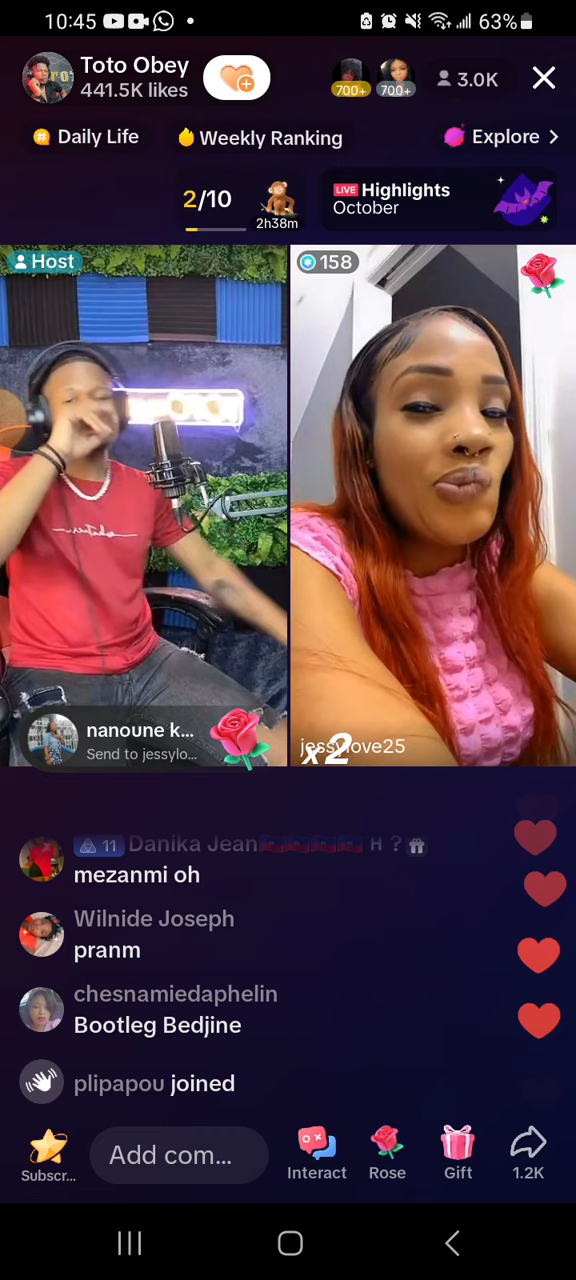 10:45
63%
Toto Obey
441.5K likes
700+
700+
3.0K
Daily Life
Weekly Ranking
Explore
2/10
2h38m
LIVE Highlights
October
Host
158
nanoune k...
Send to jessylo...
jessylove25
x2
11 Danika Jean🇭🇹🇭🇹🇭🇹🇭🇹 H ?
mezanmi oh
Wilnide Joseph
pranm
chesnamiedaphelin
Bootleg Bedjine
plipapou joined
Subscr...
Add com...
Interact
Rose
Gift
1.2K